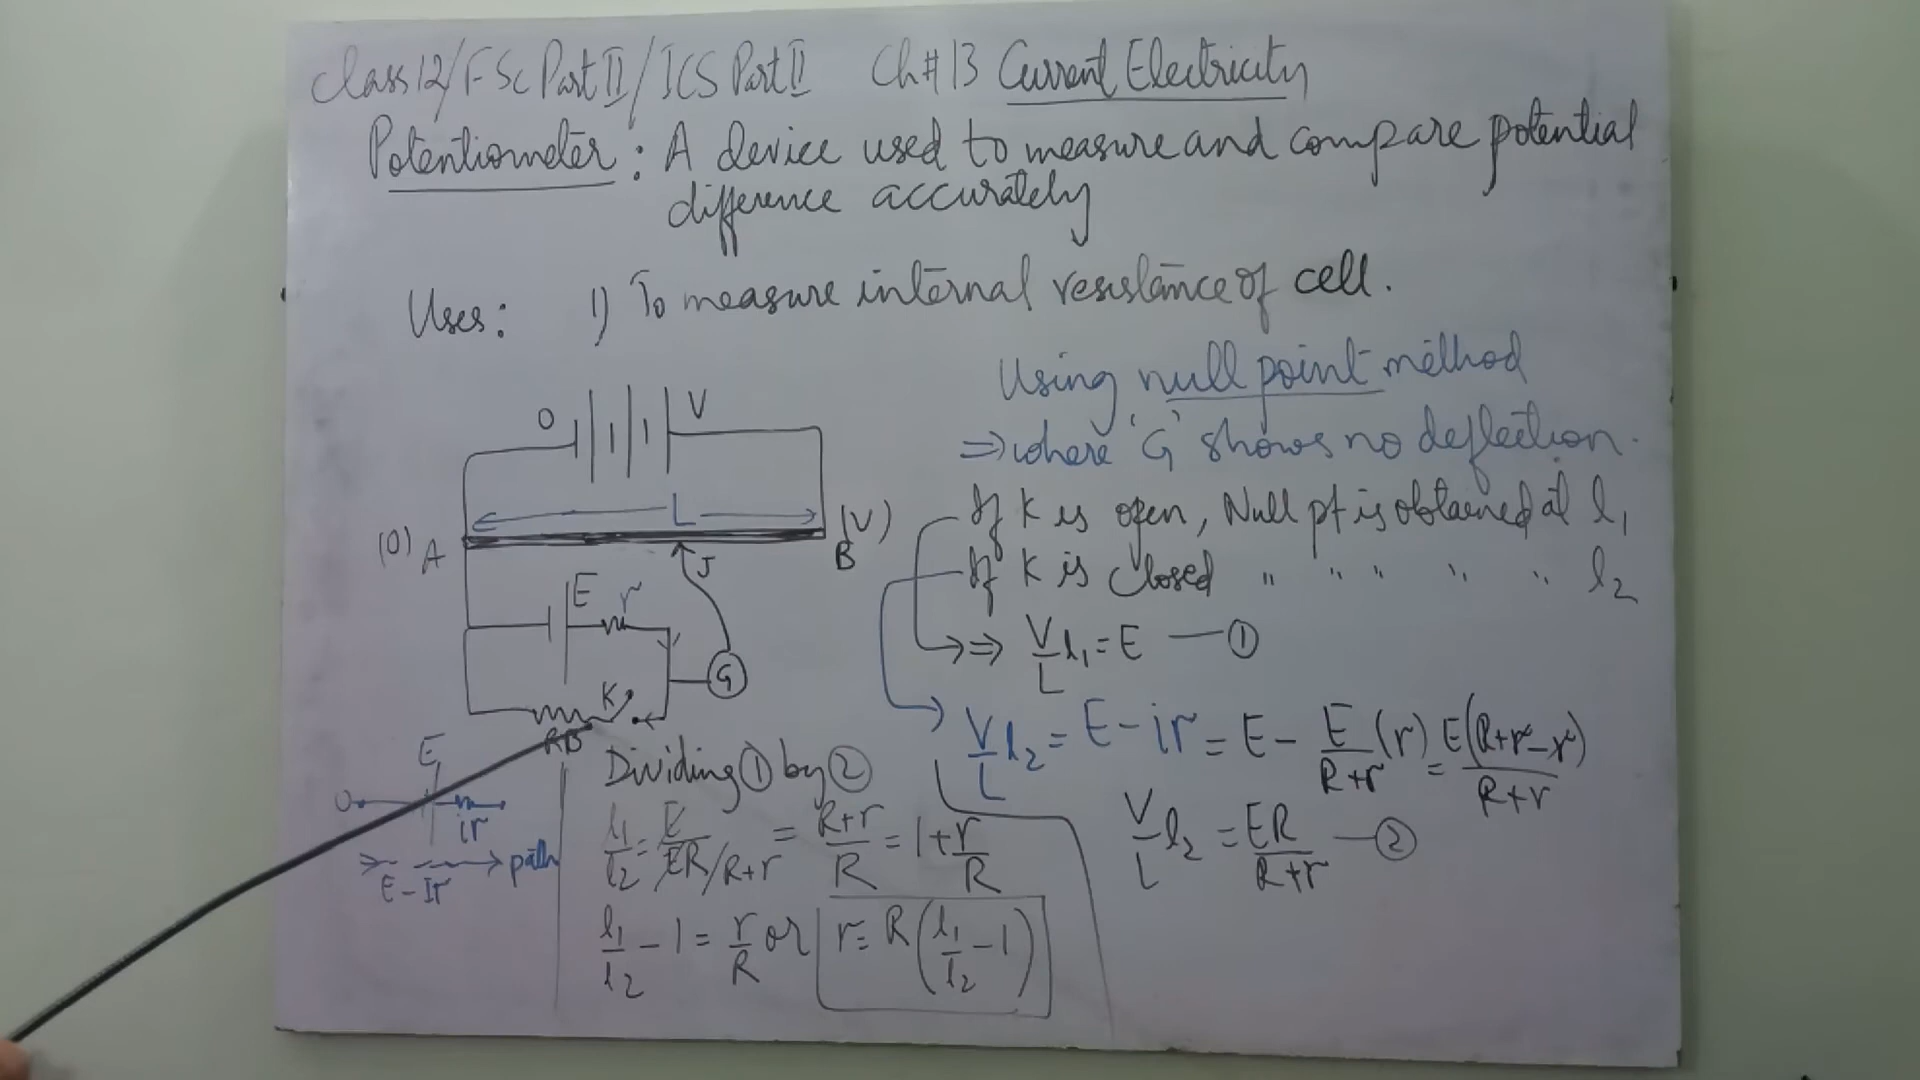 Class 12/FSc Part II/ICS Part II Ch#13 Current Electricity
Potentiometer: A device used to measure and compare potential
difference accurately
Uses: 1) To measure internal resistance of cell.
Using null point method
⇒ where 'G' shows no deflection.
If K is open, Null pt is obtained at l₁
If K is closed " " " " " l₂
⇒ V/L l₁ = E — ①
V/L l₂ = E - ir = E - E/(R+r) (r) = E(R+r-r)/(R+r)
V/L l₂ = ER/(R+r) — ②
0 V
L
(0) A
B (V)
J
E r
G
K
RB
E
0
ir
E - Ir
path
Dividing ① by ②
l₁/l₂ = E/ER/R+r = (R+r)/R = 1 + r/R
l₁/l₂ - 1 = r/R or r = R(l₁/l₂ - 1)